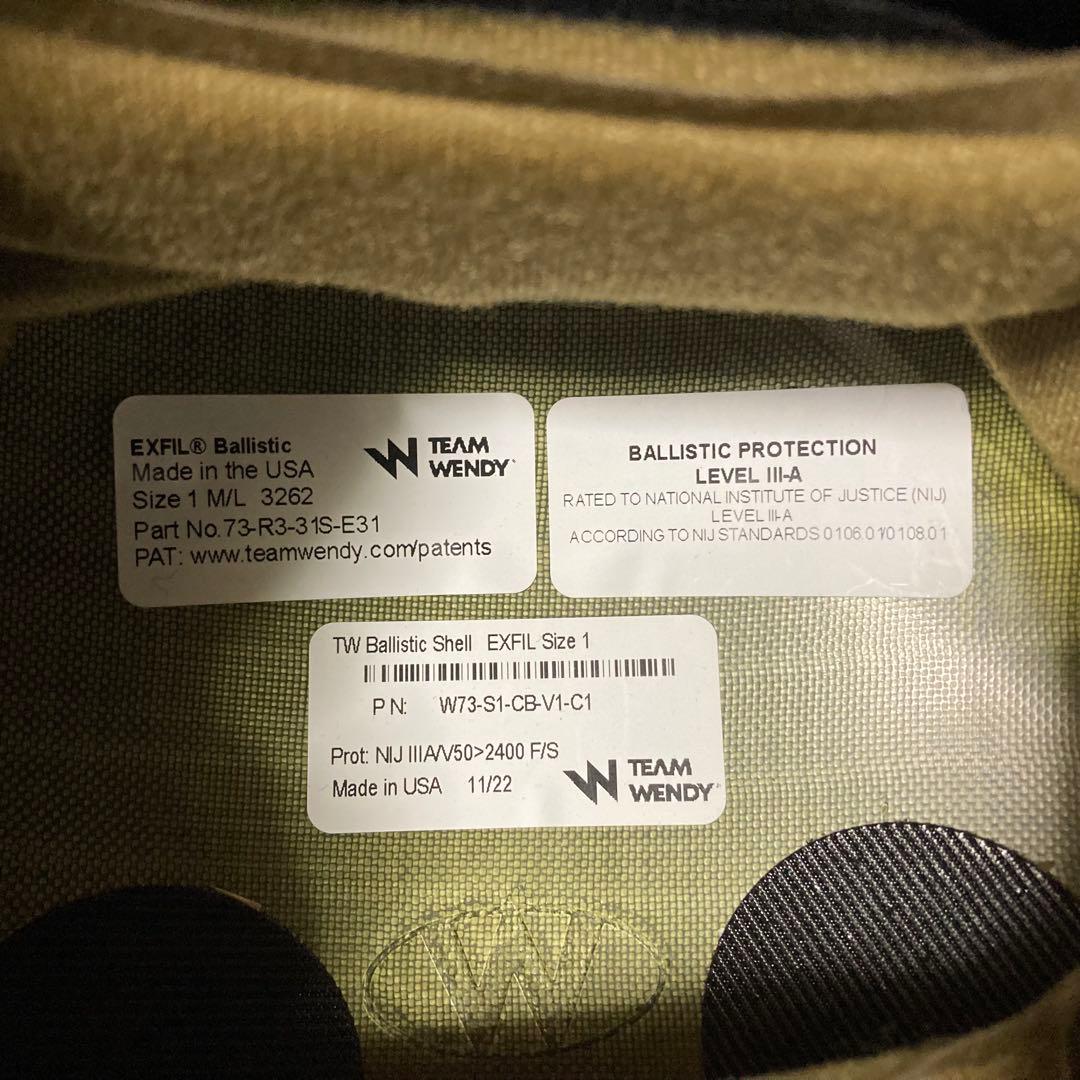 EXFIL® Ballistic
Made in the USA
Size 1 M/L 3262
Part No.73-R3-31S-E31
PAT: www.teamwendy.com/patents
TEAM
WENDY
BALLISTIC PROTECTION
LEVEL III-A
RATED TO NATIONAL INSTITUTE OF JUSTICE (NIJ)
LEVEL III-A
ACCORDING TO NIJ STANDARDS 0106.01/0108.01
TW Ballistic Shell EXFIL Size 1
PN: W73-S1-CB-V1-C1
Prot: NIJ IIIA/V50>2400 F/S
Made in USA 11/22
TEAM
WENDY